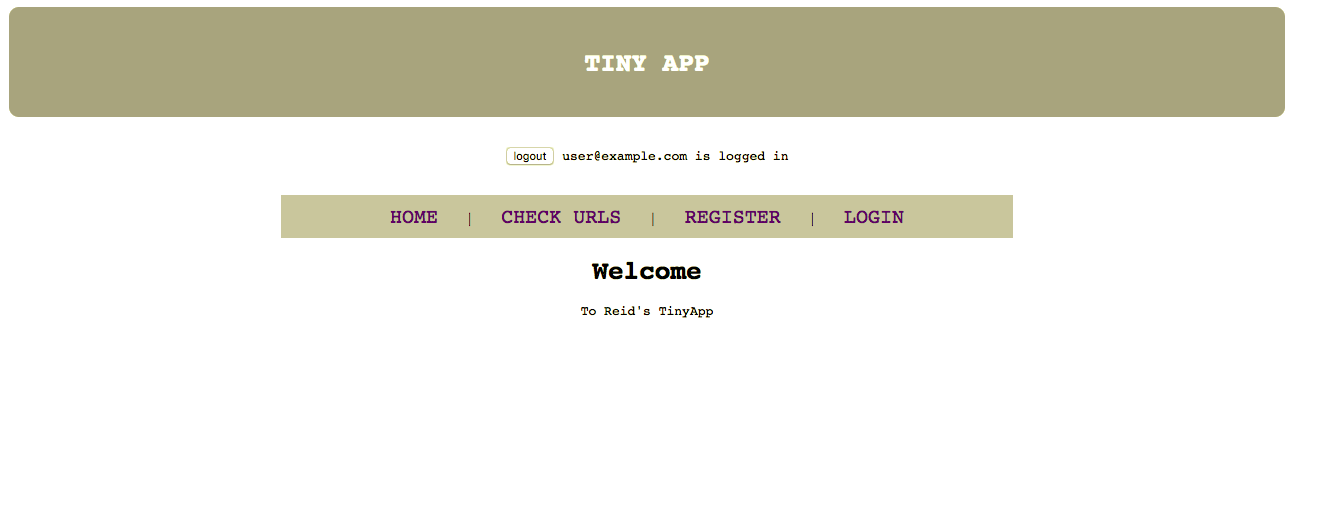 TINY APP
logout user@example.com is logged in
HOME | CHECK URLS | REGISTER | LOGIN
Welcome
To Reid's TinyApp